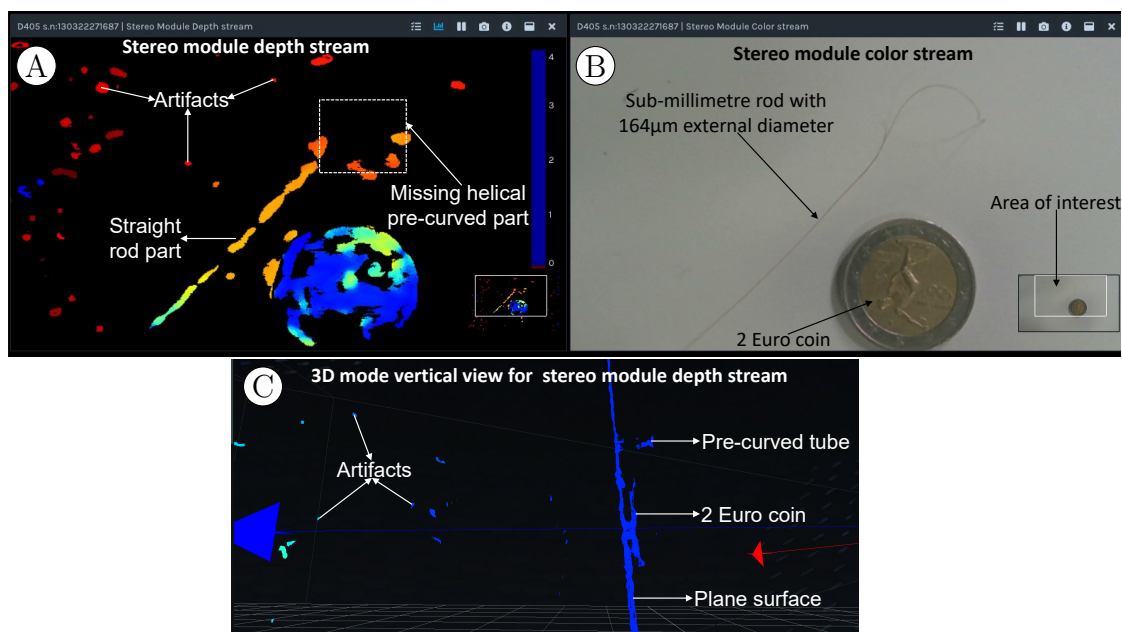 D405 s.n:130322271687 | Stereo Module Depth stream
Stereo module depth stream
A
Artifacts
4
3
2
1
0
Missing helical
pre-curved part
Straight
rod part
D405 s.n:130322271687 | Stereo Module Color stream
B
Stereo module color stream
Sub-millimetre rod with
164µm external diameter
Area of interest
2 Euro coin
C
3D mode vertical view for stereo module depth stream
Pre-curved tube
Artifacts
2 Euro coin
Plane surface